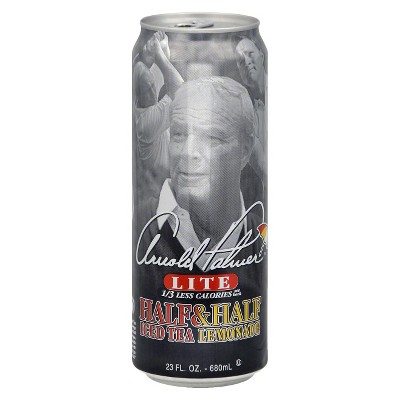 Arnold Palmer
LITE
1/3 LESS CALORIES
HALF & HALF
ICED TEA LEMONADE
23 FL. OZ. - 680mL